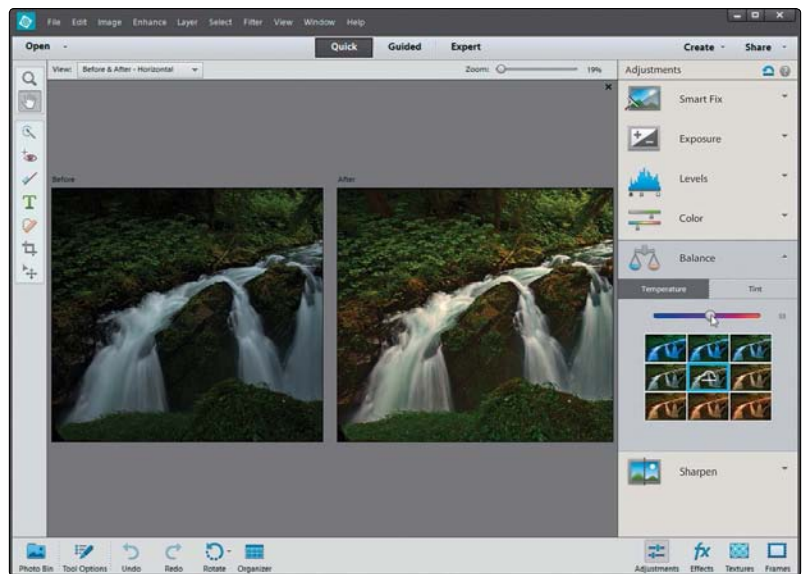 File Edit Image Enhance Layer Select Filter View Window Help
Open
Quick Guided Expert
Create Share
View: Before & After - Horizontal
Zoom: 19%
Adjustments
Smart Fix
Exposure
Levels
Color
Balance
Temperature Tint
Sharpen
Before
After
T
Photo Bin Tool Options Undo Redo Rotate Organizer
Adjustments fx Effects Textures Frames